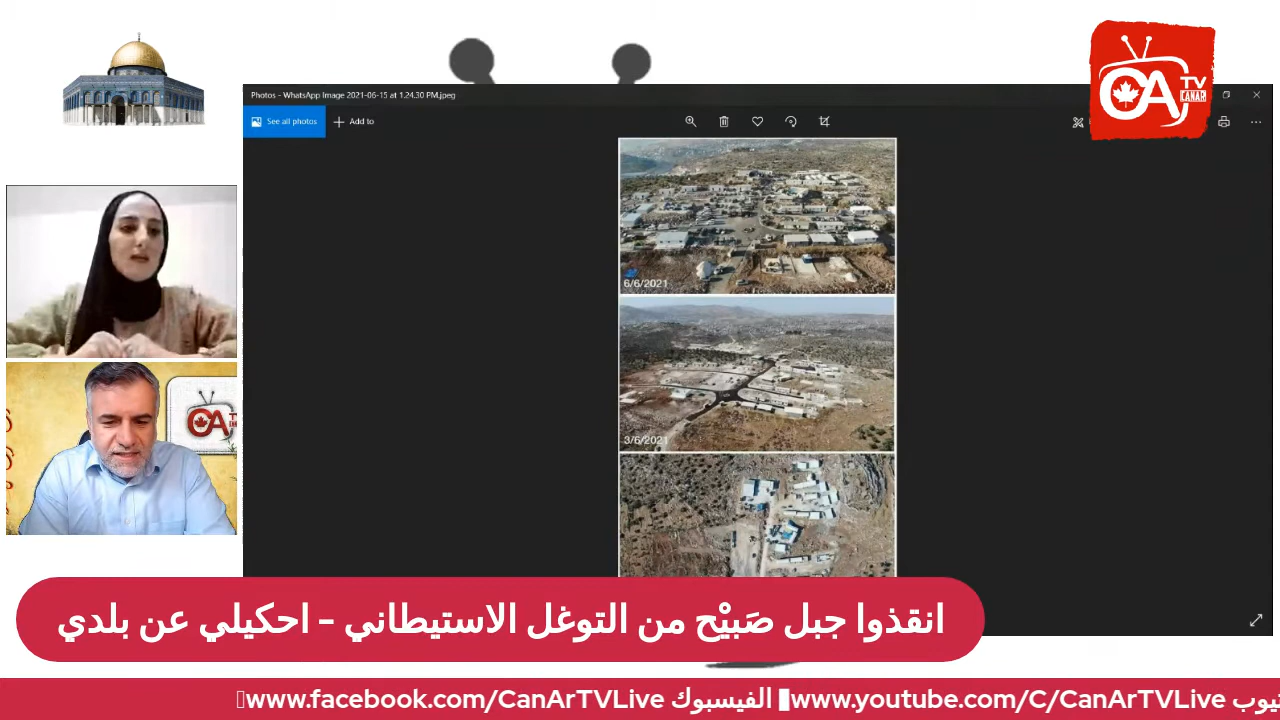 Photos - WhatsApp Image 2021-06-15 at 1.24.30 PM.jpeg
See all photos
Add to
OA TV CANAR
6/6/2021
3/6/2021
انقذوا جبل صَبيْح من التوغل الاستيطاني - احكيلي عن بلدي
www.youtube.com/C/CanArTVLive الفيسبوك www.facebook.com/CanArTVLive